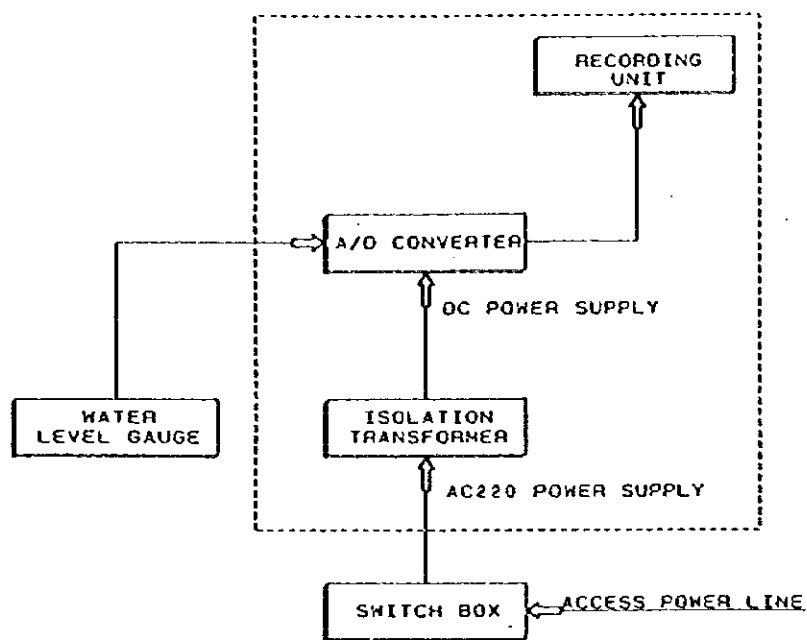 RECORDING
UNIT
A/D CONVERTER
DC POWER SUPPLY
WATER
LEVEL GAUGE
ISOLATION
TRANSFORMER
AC220 POWER SUPPLY
SWITCH BOX
ACCESS POWER LINE